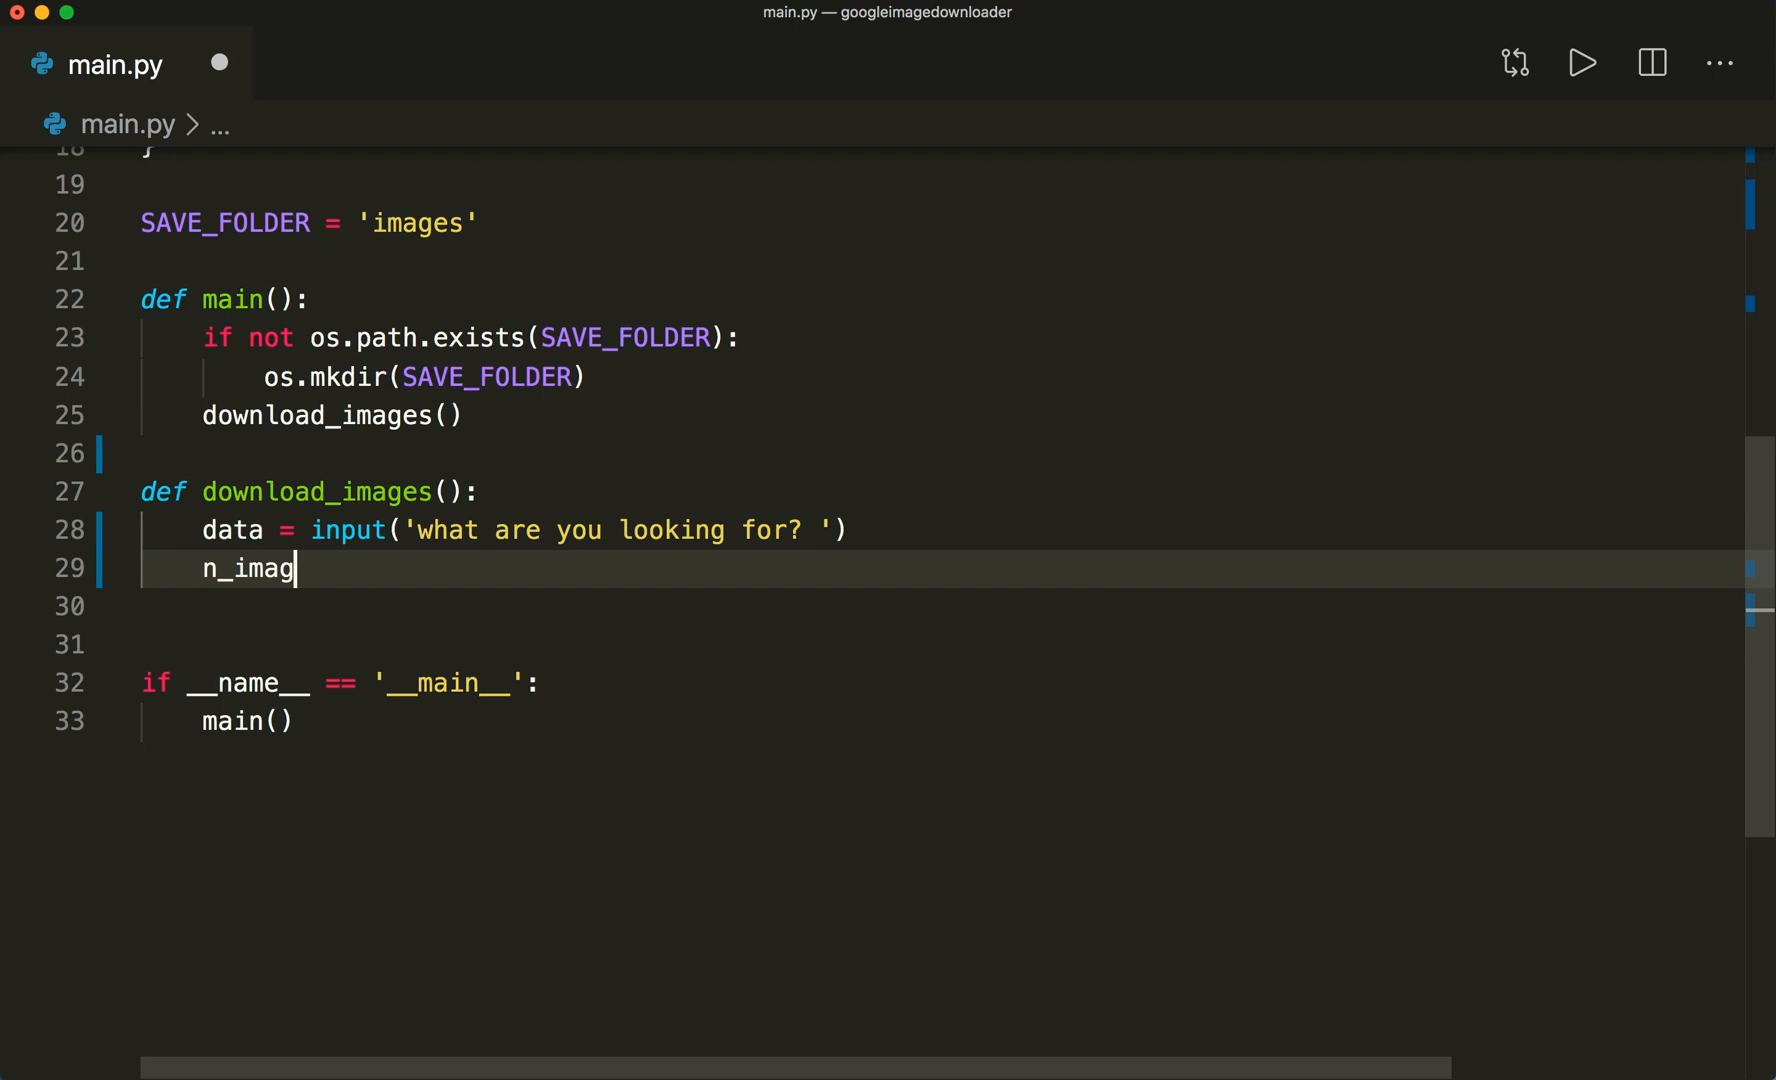 main.py — googleimagedownloader
main.py
main.py > ...
18 }
19
20 SAVE_FOLDER = 'images'
21
22 def main():
23     if not os.path.exists(SAVE_FOLDER):
24         os.mkdir(SAVE_FOLDER)
25     download_images()
26
27 def download_images():
28     data = input('what are you looking for? ')
29     n_imag
30
31
32 if __name__ == '__main__':
33     main()